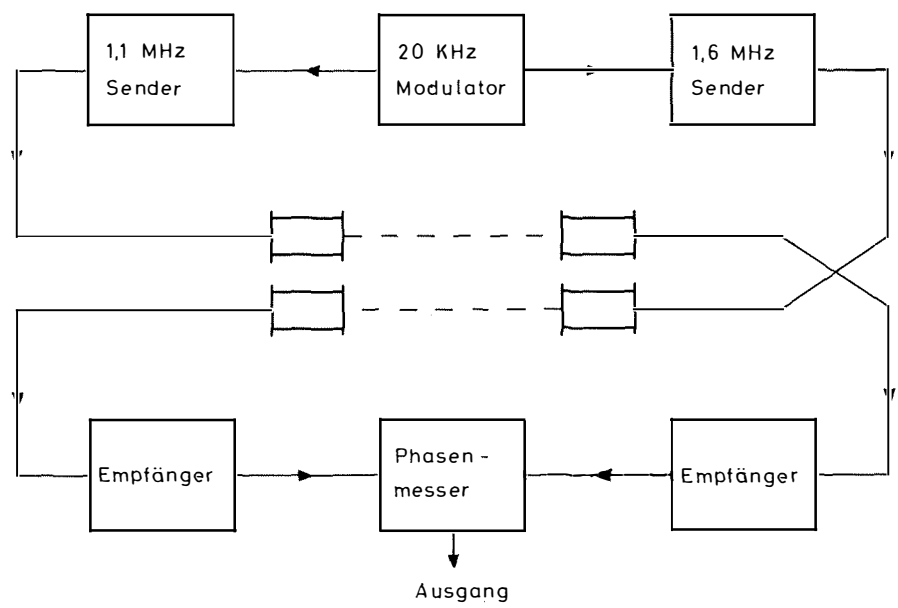 1,1 MHz
Sender
20 KHz
Modulator
1,6 MHz
Sender
Empfänger
Phasen-
messer
Empfänger
Ausgang